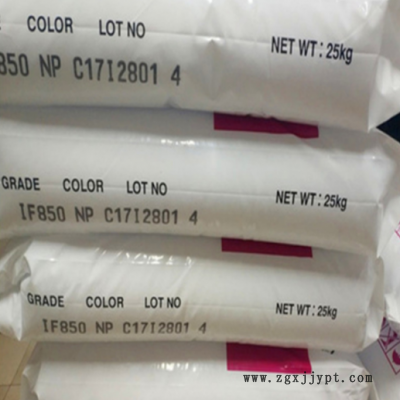 COLOR LOT NO
NET WT: 25kg
850 NP C17I2801 4
GRADE COLOR LOT NO
NET WT: 25kg
IF850 NP C17I2801 4
GRADE COLOR LOT NO
NET WT: 25kg
IF850 NP C17I2801 4
www.zgxjjypt.com